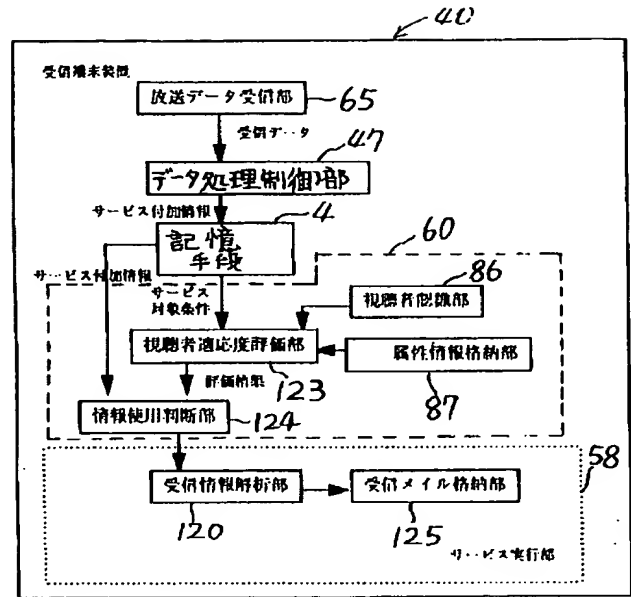 40
受信端末装置
放送データ受信部
65
受信データ
47
データ処理制御部
サービス付加情報
4
記憶
手段
60
サービス付加情報
サービス
対象条件
86
視聴者認識部
視聴者適応度評価部
123
属性情報格納部
87
評価結果
情報使用判断部
124
58
受信情報解析部
120
受信メイル格納部
125
サービス実行部